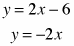 y = 2x − 6
y = −2x